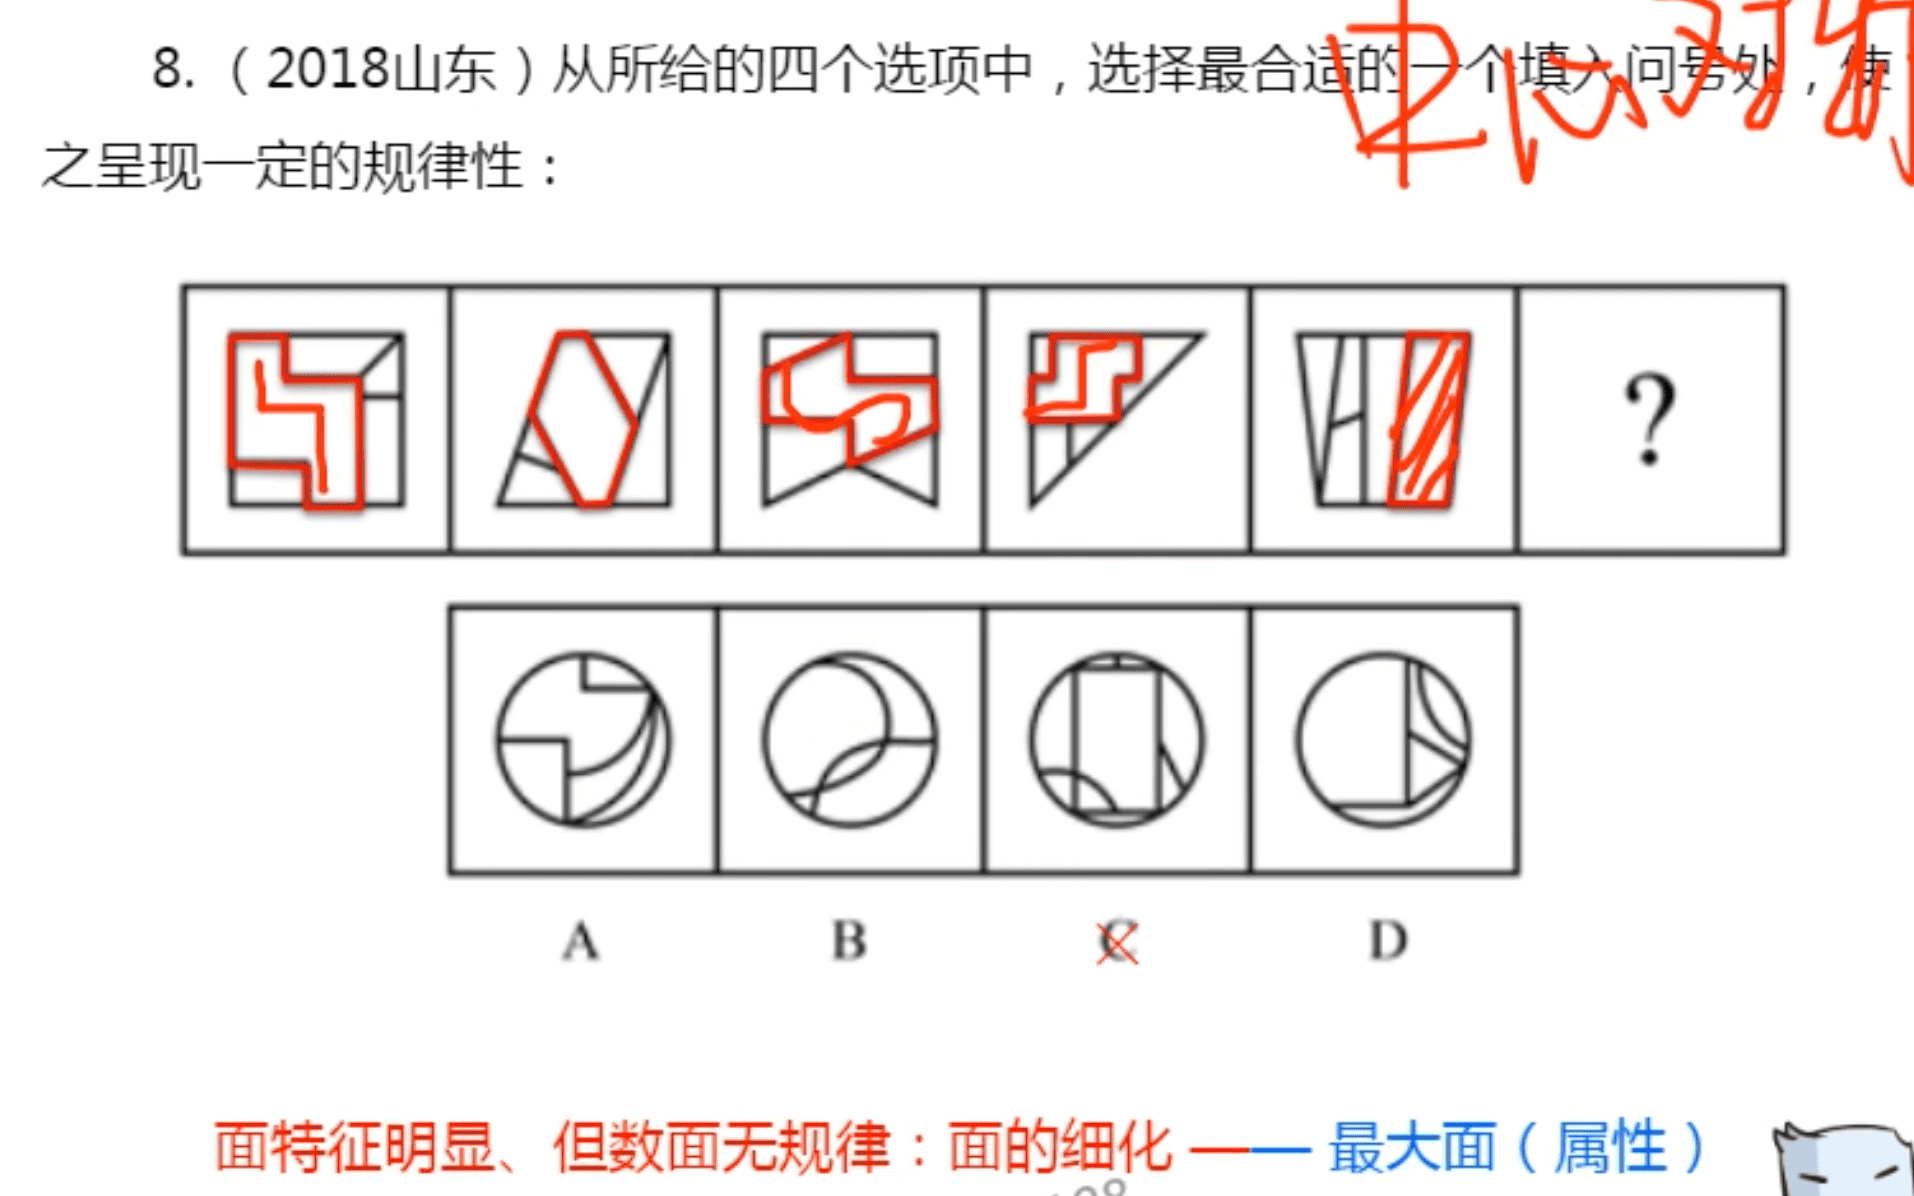 8.（2018山东）从所给的四个选项中，选择最合适的一个填入问号处，使
之呈现一定的规律性：
中心对称
?
A B C D
面特征明显、但数面无规律：面的细化 —— 最大面（属性）